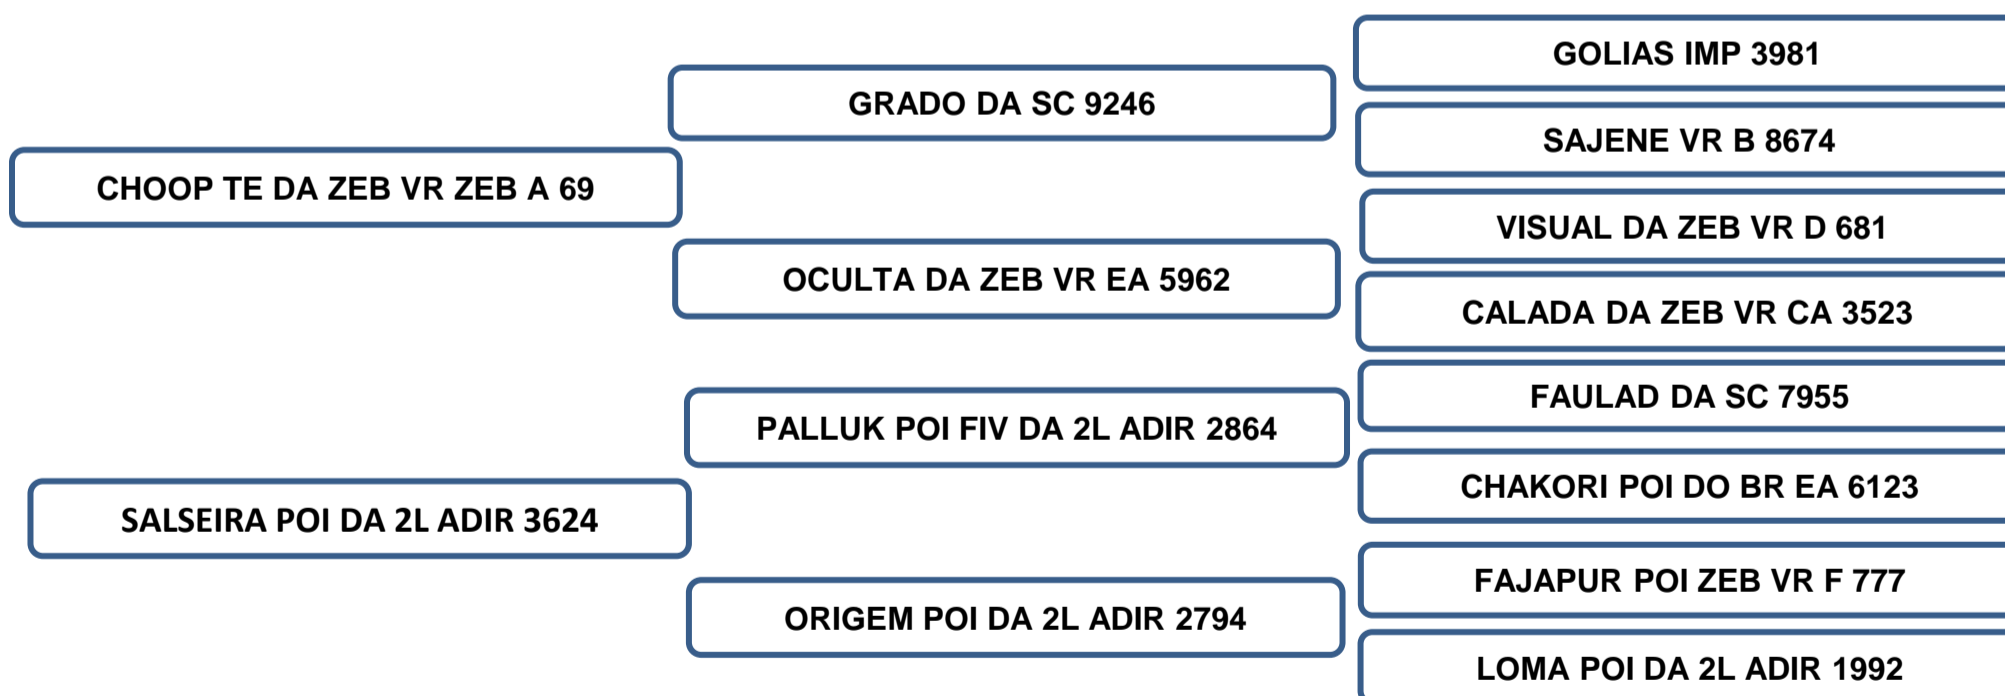 GOLIAS IMP 3981
GRADO DA SC 9246
SAJENE VR B 8674
CHOOP TE DA ZEB VR ZEB A 69
VISUAL DA ZEB VR D 681
OCULTA DA ZEB VR EA 5962
CALADA DA ZEB VR CA 3523
FAULAD DA SC 7955
PALLUK POI FIV DA 2L ADIR 2864
CHAKORI POI DO BR EA 6123
SALSEIRA POI DA 2L ADIR 3624
FAJAPUR POI ZEB VR F 777
ORIGEM POI DA 2L ADIR 2794
LOMA POI DA 2L ADIR 1992